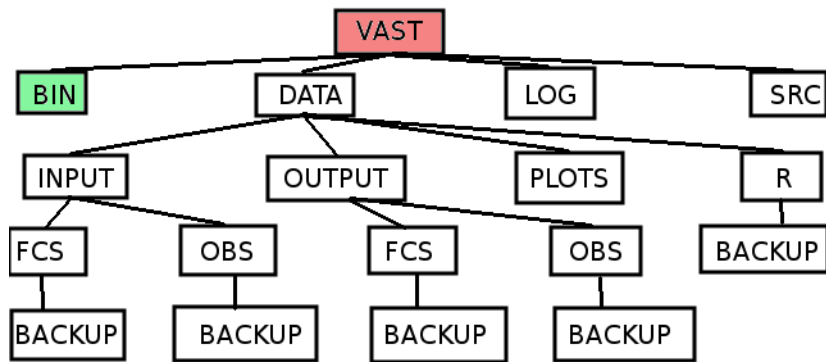 VAST
BIN DATA LOG SRC
INPUT OUTPUT PLOTS R
FCS OBS FCS OBS BACKUP
BACKUP BACKUP BACKUP BACKUP